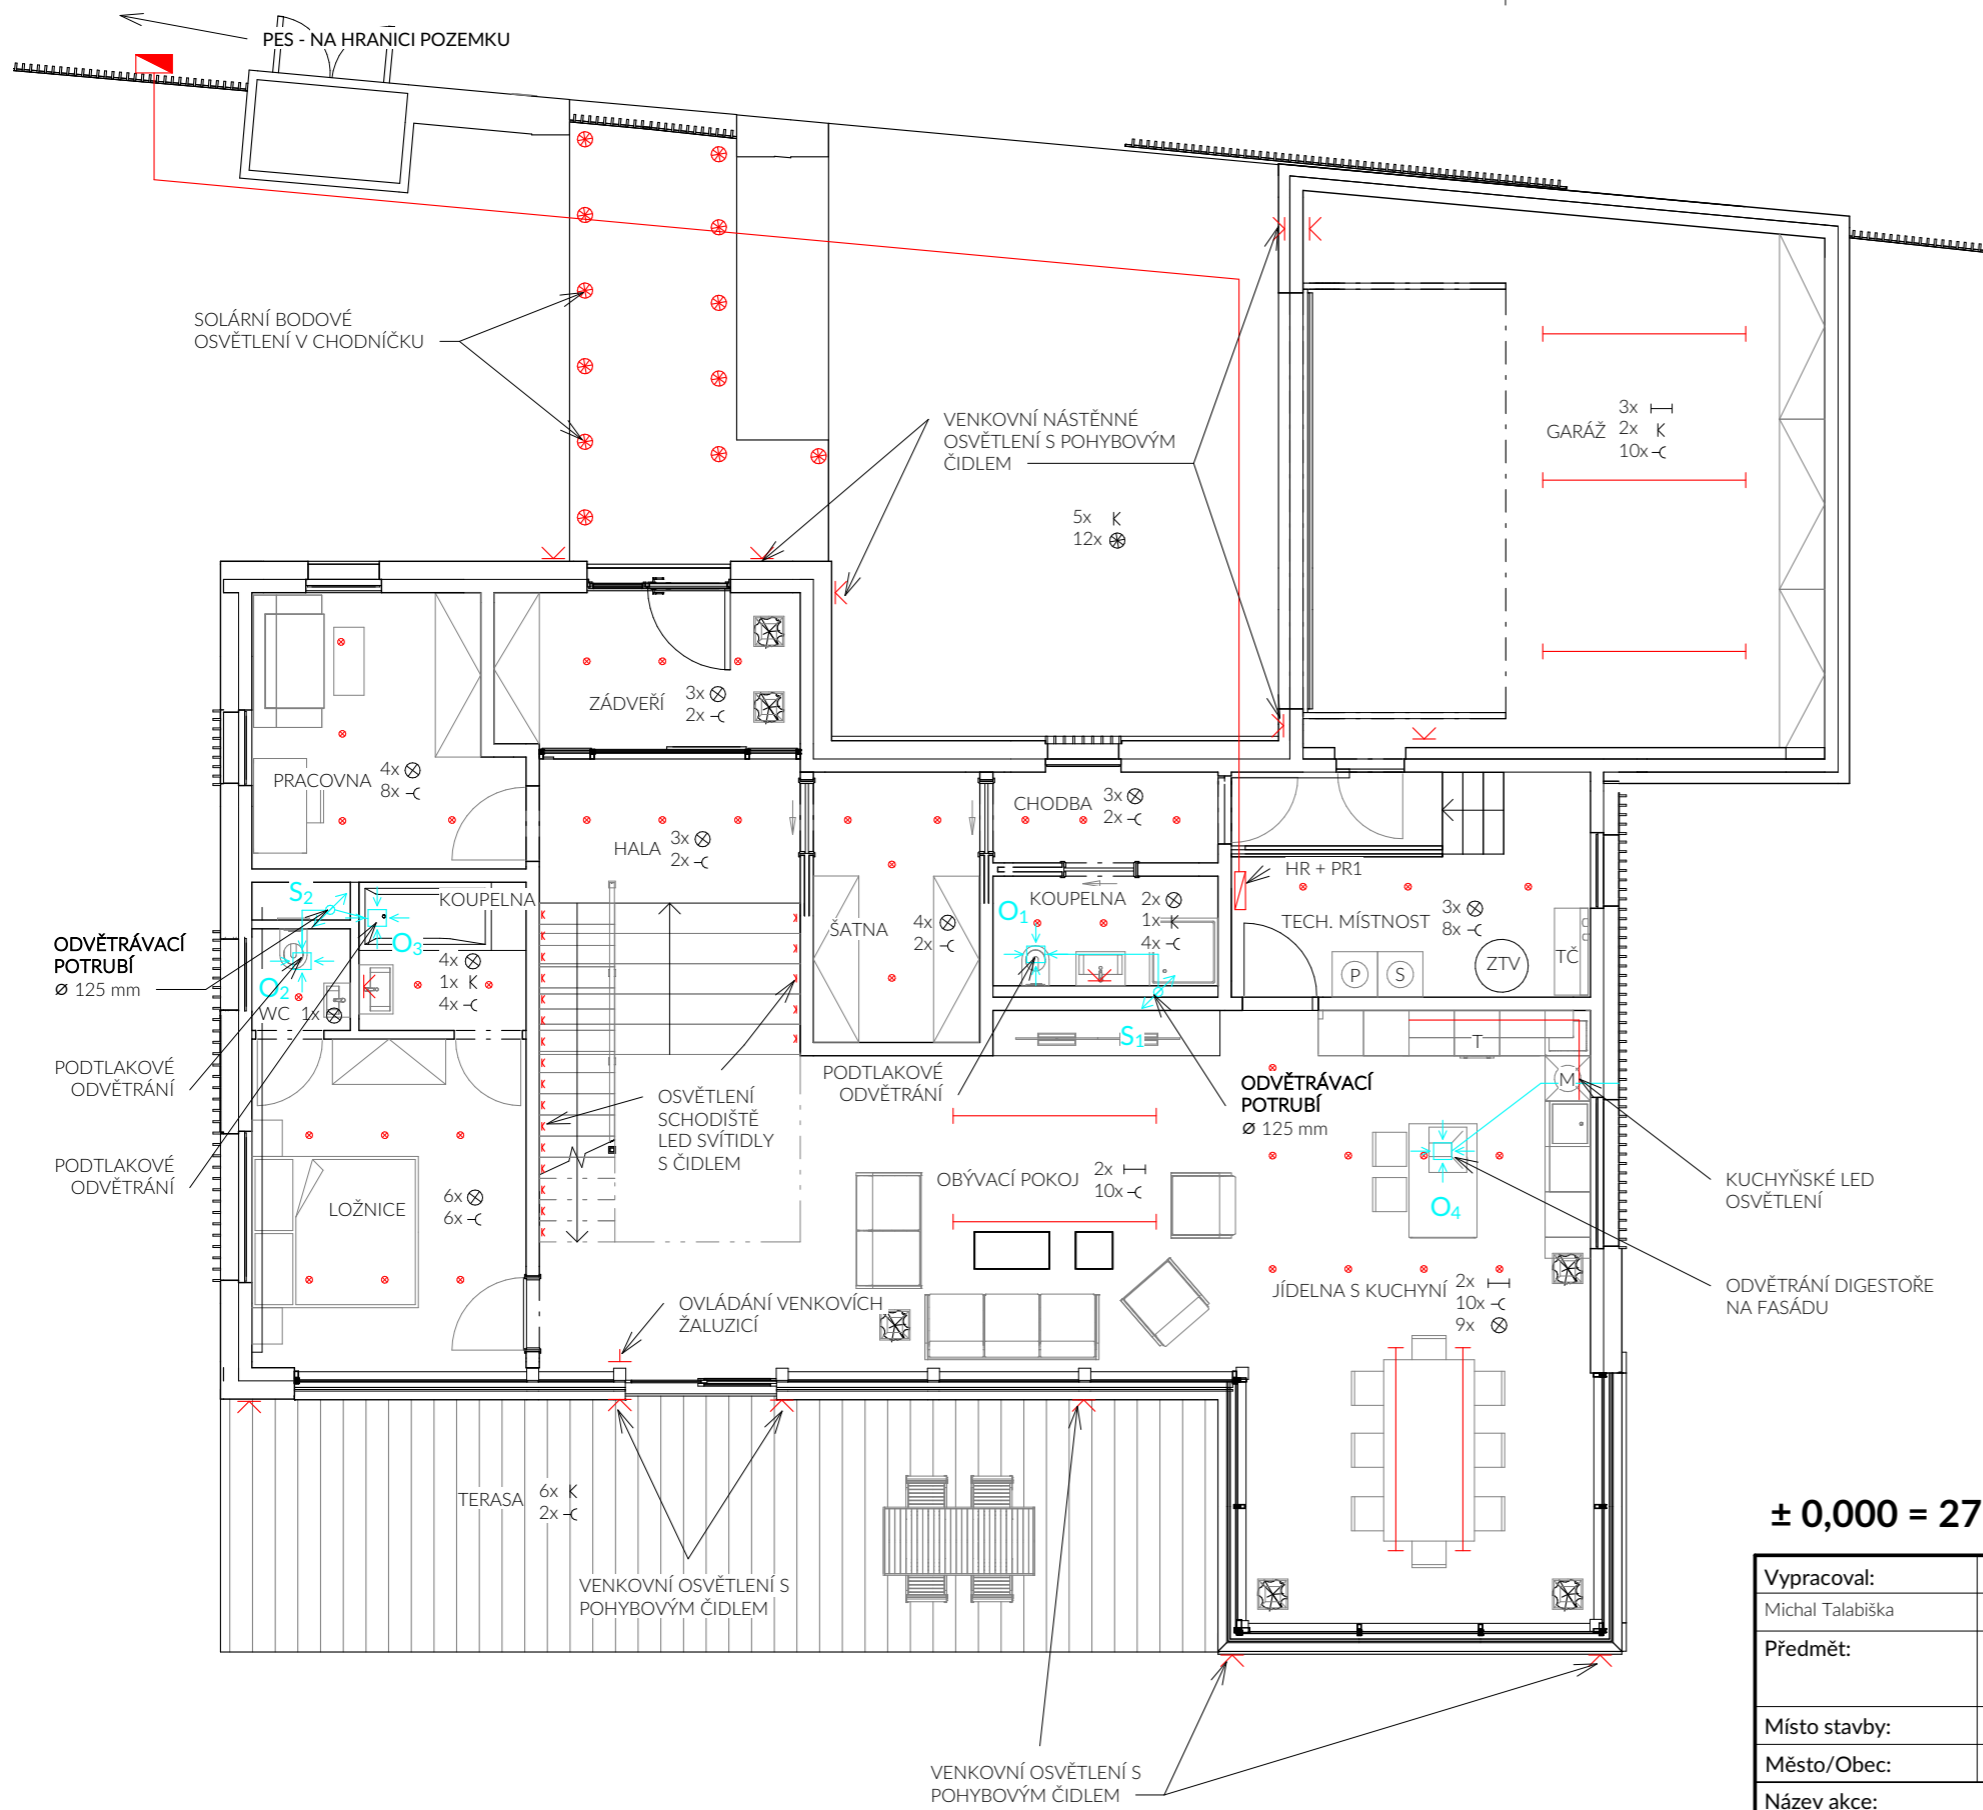 PES - NA HRANICI POZEMKU
SOLÁRNÍ BODOVÉ
OSVĚTLENÍ V CHODNÍČKU
VENKOVNÍ NÁSTĚNNÉ
OSVĚTLENÍ S POHYBOVÝM
ČIDLEM
5x K
12x
GARÁŽ
3x
2x K
10x
ZÁDVEŘÍ
3x
2x
PRACOVNA
4x
8x
HALA
3x
2x
CHODBA
3x
2x
HR + PR1
S2
KOUPELNA
O3
4x
1x K
4x
ODVĚTRÁVACÍ
POTRUBÍ
Ø 125 mm
O2
WC 1x
ŠATNA
4x
2x
KOUPELNA
O1
2x
1x K
4x
TECH. MÍSTNOST
3x
8x
P
S
ZTV
TČ
S1
T
M
PODTLAKOVÉ
ODVĚTRÁNÍ
PODTLAKOVÉ
ODVĚTRÁNÍ
OSVĚTLENÍ
SCHODIŠTĚ
LED SVÍTIDLY
S ČIDLEM
PODTLAKOVÉ
ODVĚTRÁNÍ
ODVĚTRÁVACÍ
POTRUBÍ
Ø 125 mm
LOŽNICE
6x
6x
OBÝVACÍ POKOJ
2x
10x
O4
KUCHYŇSKÉ LED
OSVĚTLENÍ
JÍDELNA S KUCHYNÍ
2x
10x
9x
ODVĚTRÁNÍ DIGESTOŘE
NA FASÁDU
OVLÁDÁNÍ VENKOVÍCH
ŽALUZICÍ
TERASA
6x K
2x
VENKOVNÍ OSVĚTLENÍ S
POHYBOVÝM ČIDLEM
VENKOVNÍ OSVĚTLENÍ S
POHYBOVÝM ČIDLEM
± 0,000 = 27
Vypracoval:
Michal Talabiška
Předmět:
Místo stavby:
Město/Obec:
Název akce: